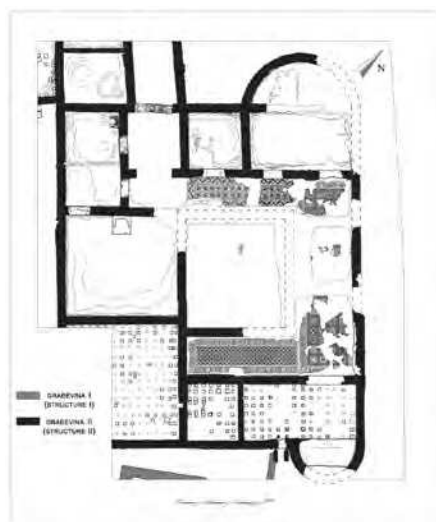 N
GRAĐEVINA I
(STRUCTURE I)
GRAĐEVINA II
(STRUCTURE II)